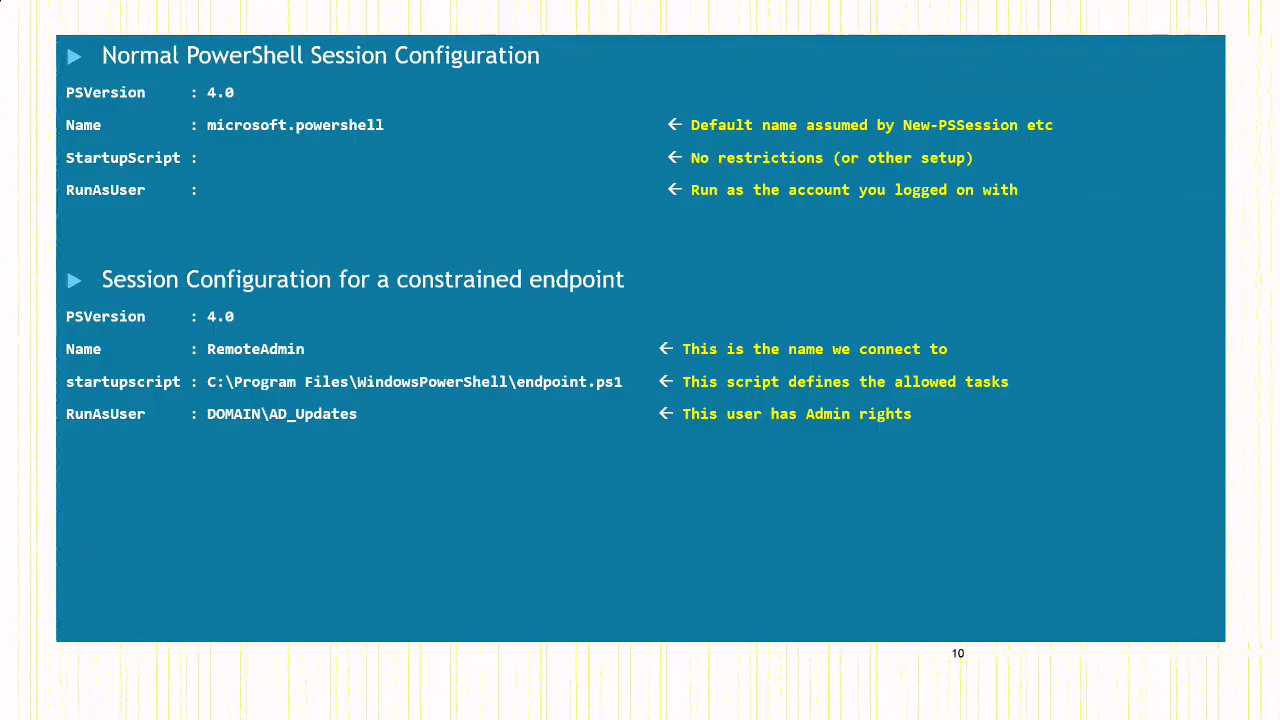 Normal PowerShell Session Configuration
PSVersion : 4.0
Name : microsoft.powershell ← Default name assumed by New-PSSession etc
StartupScript : ← No restrictions (or other setup)
RunAsUser : ← Run as the account you logged on with
Session Configuration for a constrained endpoint
PSVersion : 4.0
Name : RemoteAdmin ← This is the name we connect to
startupscript : C:\Program Files\WindowsPowerShell\endpoint.ps1 ← This script defines the allowed tasks
RunAsUser : DOMAIN\AD_Updates ← This user has Admin rights
10